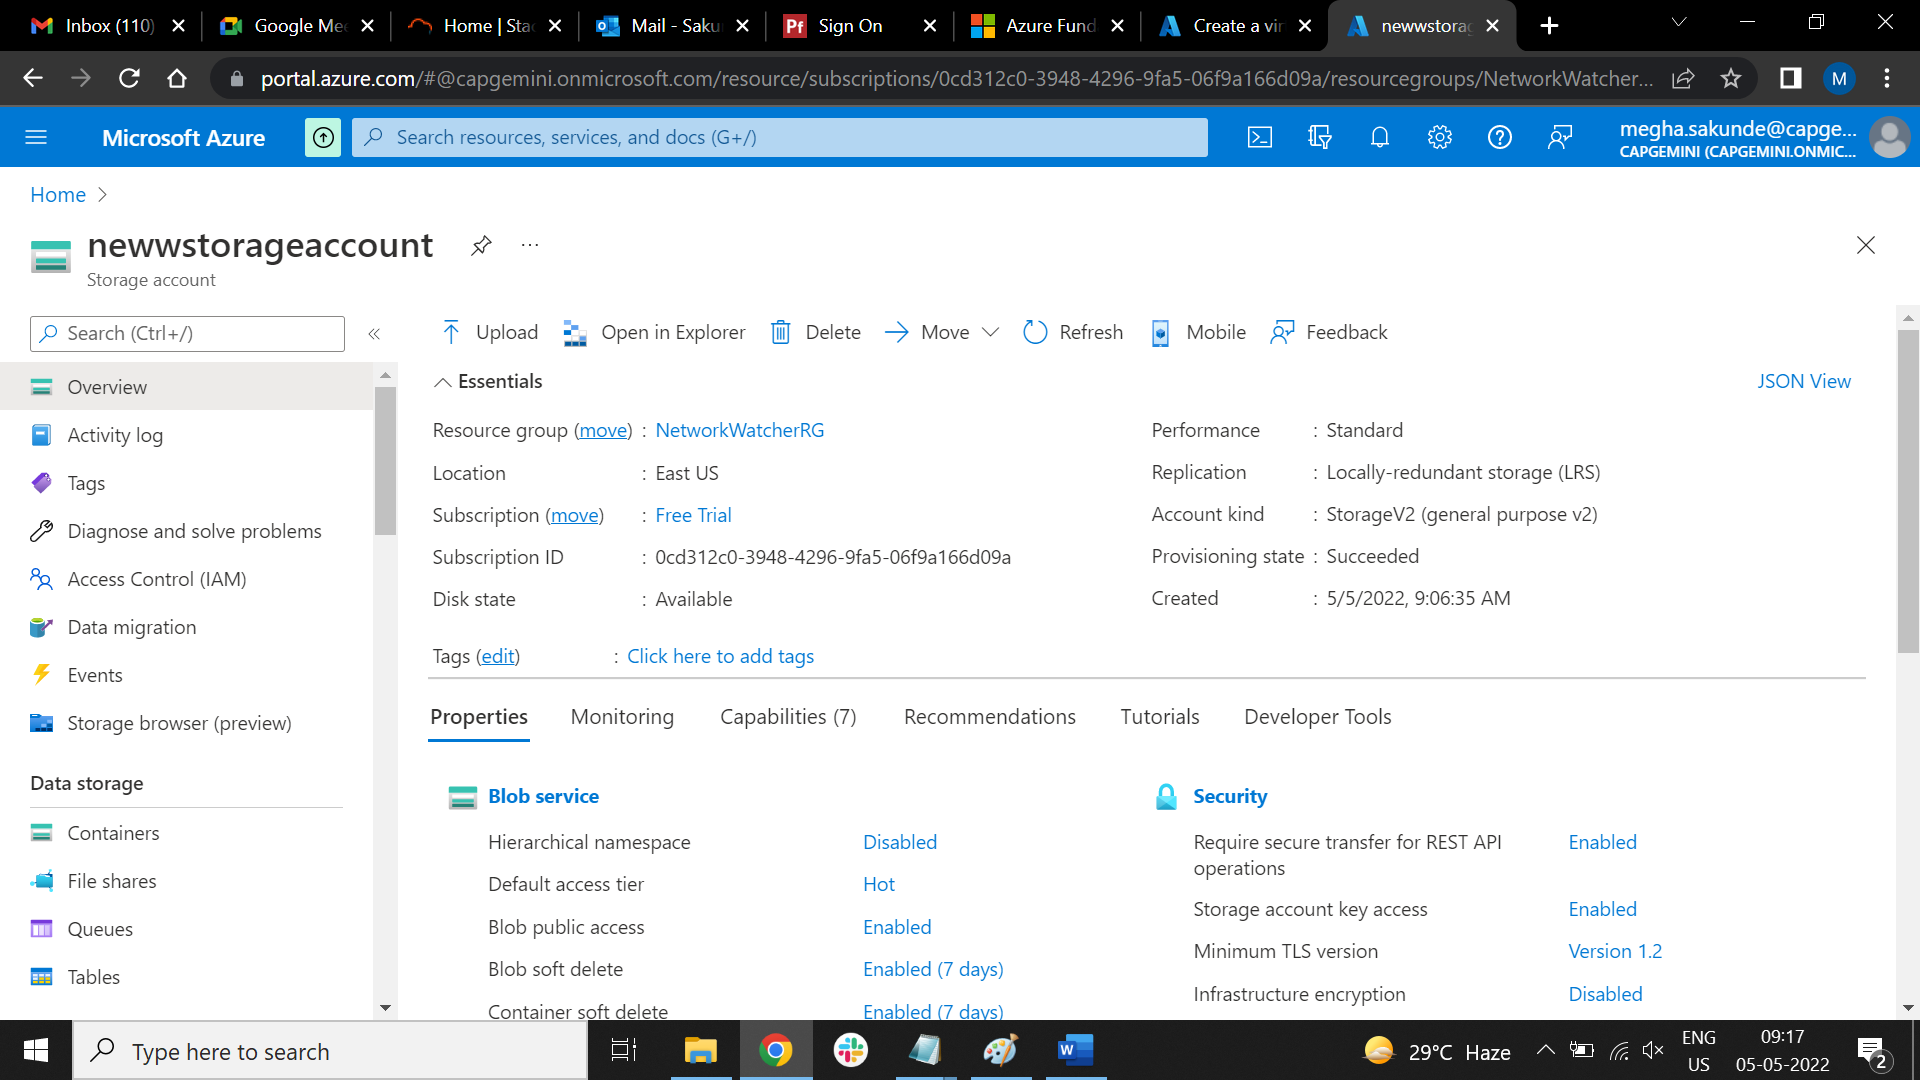 Inbox (110)
Google Me
Home | Sta
Mail - Saku
Sign On
Azure Fund
Create a vir
newwstorag
portal.azure.com/#@capgemini.onmicrosoft.com/resource/subscriptions/0cd312c0-3948-4296-9fa5-06f9a166d09a/resourcegroups/NetworkWatcher...
M
Microsoft Azure
Search resources, services, and docs (G+/)
megha.sakunde@capge...
CAPGEMINI (CAPGEMINI.ONMIC...
Home >
newwstorageaccount
Storage account
Search (Ctrl+/)
Overview
Activity log
Tags
Diagnose and solve problems
Access Control (IAM)
Data migration
Events
Storage browser (preview)
Data storage
Containers
File shares
Queues
Tables
Upload
Open in Explorer
Delete
Move
Refresh
Mobile
Feedback
Essentials
JSON View
Resource group (move) : NetworkWatcherRG
Location : East US
Subscription (move) : Free Trial
Subscription ID : 0cd312c0-3948-4296-9fa5-06f9a166d09a
Disk state : Available
Performance : Standard
Replication : Locally-redundant storage (LRS)
Account kind : StorageV2 (general purpose v2)
Provisioning state : Succeeded
Created : 5/5/2022, 9:06:35 AM
Tags (edit) : Click here to add tags
Properties
Monitoring
Capabilities (7)
Recommendations
Tutorials
Developer Tools
Blob service
Hierarchical namespace Disabled
Default access tier Hot
Blob public access Enabled
Blob soft delete Enabled (7 days)
Container soft delete Enabled (7 days)
Security
Require secure transfer for REST API Enabled
operations
Storage account key access Enabled
Minimum TLS version Version 1.2
Infrastructure encryption Disabled
Type here to search
29°C Haze
ENG
US
09:17
05-05-2022
2